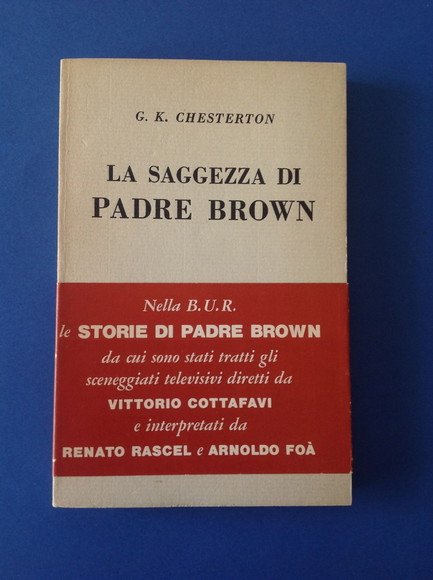 G. K. CHESTERTON
LA SAGGEZZA DI
PADRE BROWN
Nella B.U.R.
le STORIE DI PADRE BROWN
da cui sono stati tratti gli
sceneggiati televisivi diretti da
VITTORIO COTTAFAVI
e interpretati da
RENATO RASCEL e ARNOLDO FOÀ